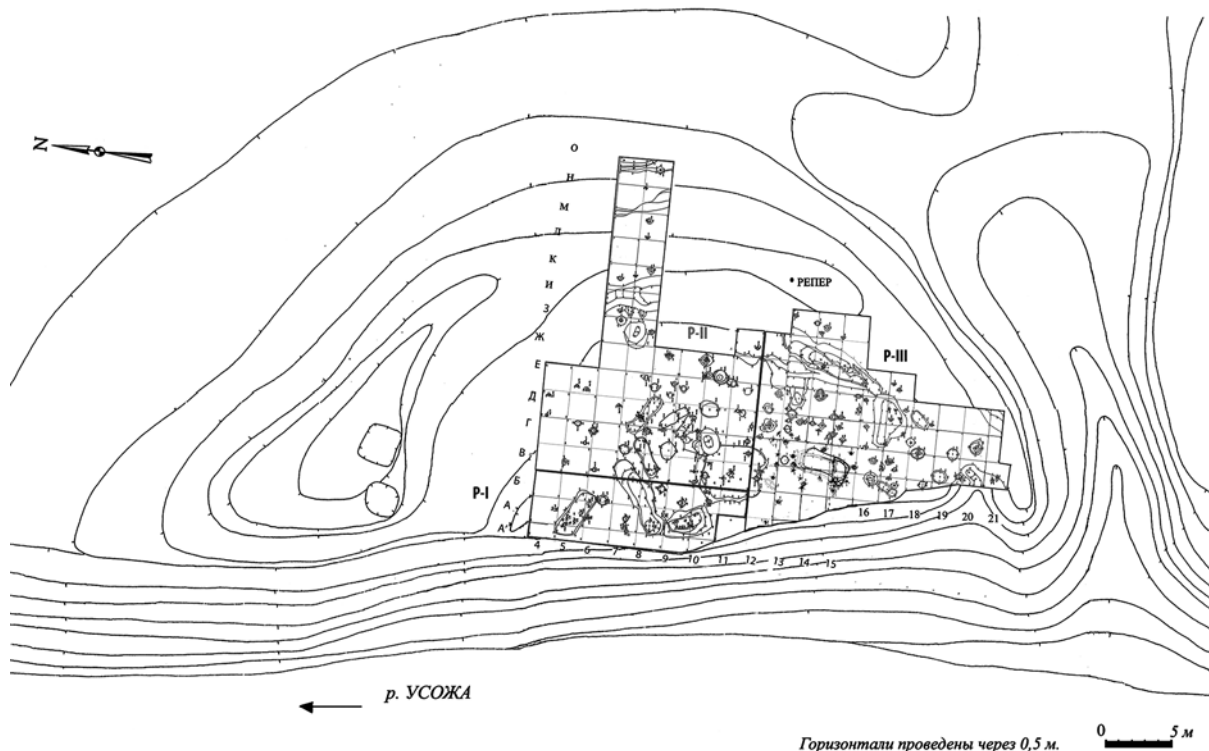 N
О
Н
М
Л
К
И
З
Ж
Е
Д
Г
В
Б
А
А'
РЕПЕР
Р-II
Р-III
Р-I
4 5 6 7 8 9 10 11 12 13 14 15
16 17 18 19 20 21
р. УСОЖА
0 5 м
Горизонтали проведены через 0,5 м.